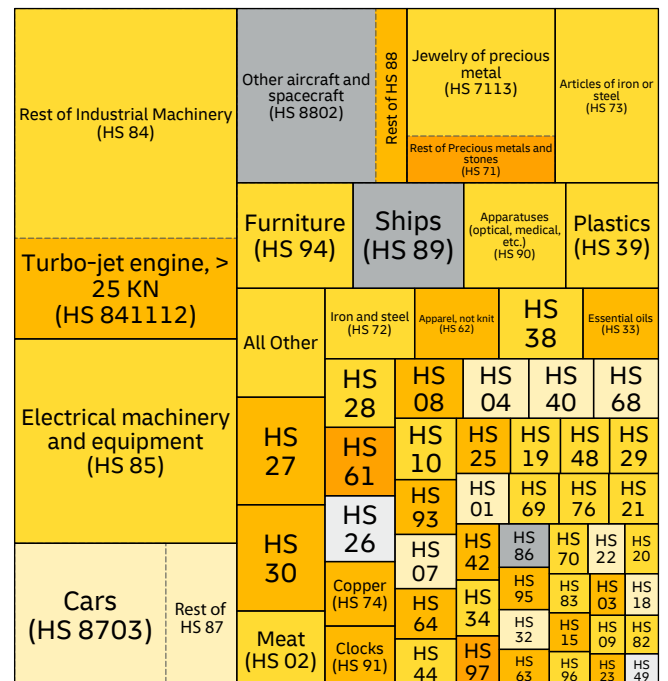 Rest of Industrial Machinery
(HS 84)
Turbo-jet engine, >
25 KN
(HS 841112)
Electrical machinery
and equipment
(HS 85)
Cars
(HS 8703)
Rest of
HS 87
Other aircraft and
spacecraft
(HS 8802)
Rest of HS 88
Jewelry of precious
metal
(HS 7113)
Rest of Precious metals and
stones
(HS 71)
Articles of iron or
steel
(HS 73)
Furniture
(HS 94)
Ships
(HS 89)
Apparatuses
(optical, medical,
etc.)
(HS 90)
Plastics
(HS 39)
All Other
HS
27
HS
30
Meat
(HS 02)
Iron and steel
(HS 72)
Apparel, not knit
(HS 62)
HS
38
Essential oils
(HS 33)
HS
28
HS
61
HS
26
Copper
(HS 74)
Clocks
(HS 91)
HS
08
HS
10
HS
93
HS
07
HS
64
HS
44
HS
04
HS
40
HS
68
HS
25
HS
19
HS
48
HS
29
HS
01
HS
69
HS
76
HS
21
HS
42
HS
34
HS
97
HS
86
HS
95
HS
32
HS
63
HS
70
HS
22
HS
20
HS
83
HS
03
HS
18
HS
15
HS
09
HS
82
HS
96
HS
23
HS
49